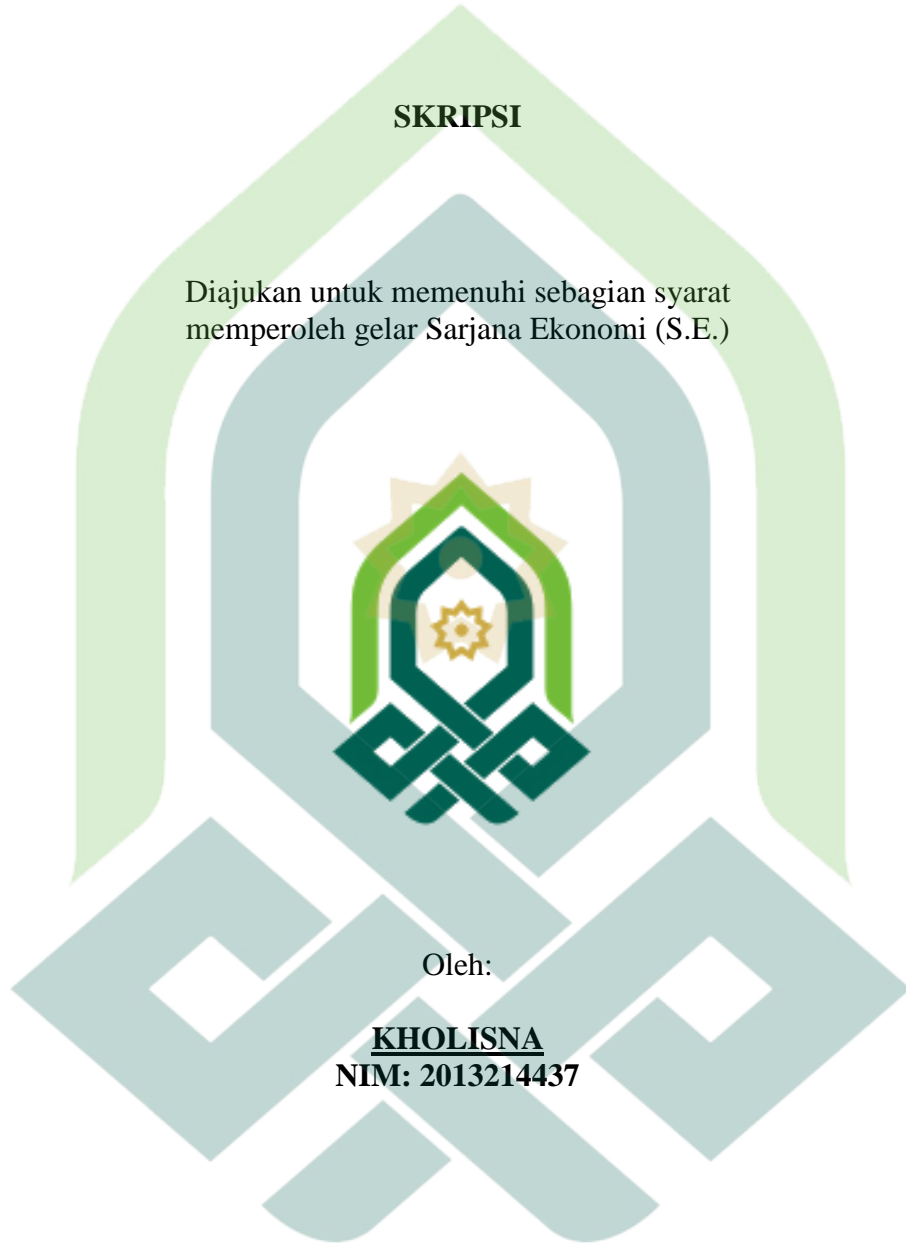 SKRIPSI
Diajukan untuk memenuhi sebagian syarat
memperoleh gelar Sarjana Ekonomi (S.E.)
Oleh:
KHOLISNA
NIM: 2013214437